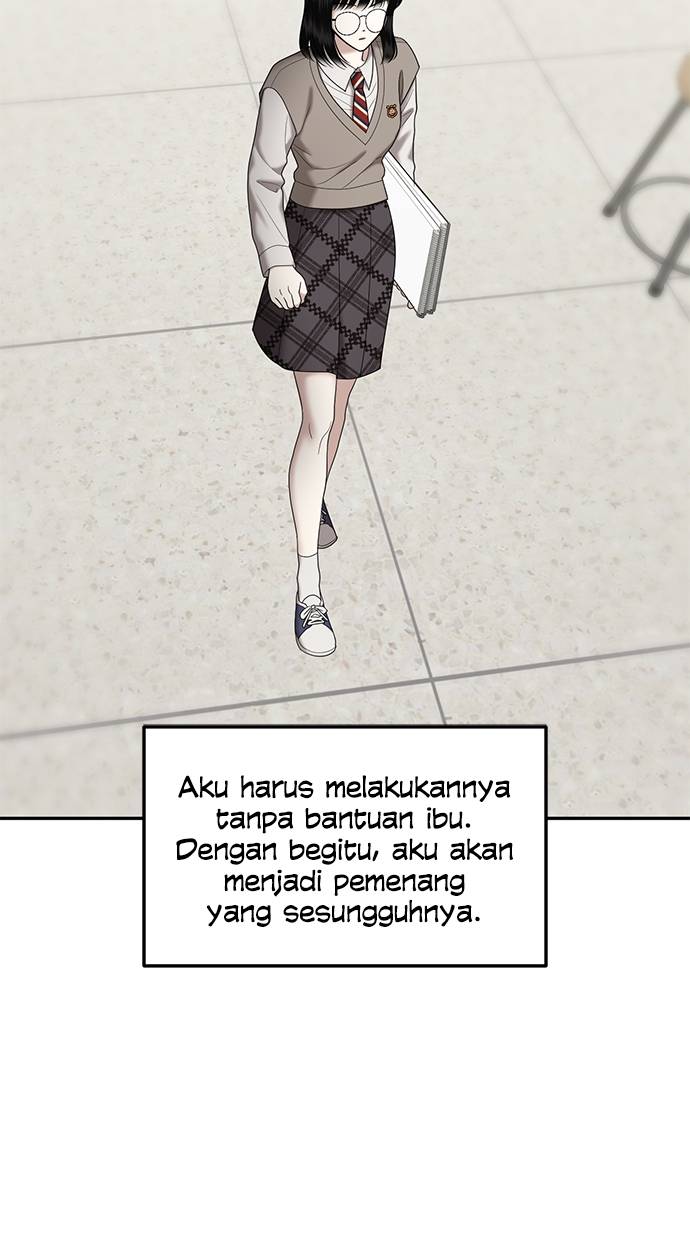 Aku harus melakukannya
tanpa bantuan ibu.
Dengan begitu, aku akan
menjadi pemenang
yang sesungguhnya.